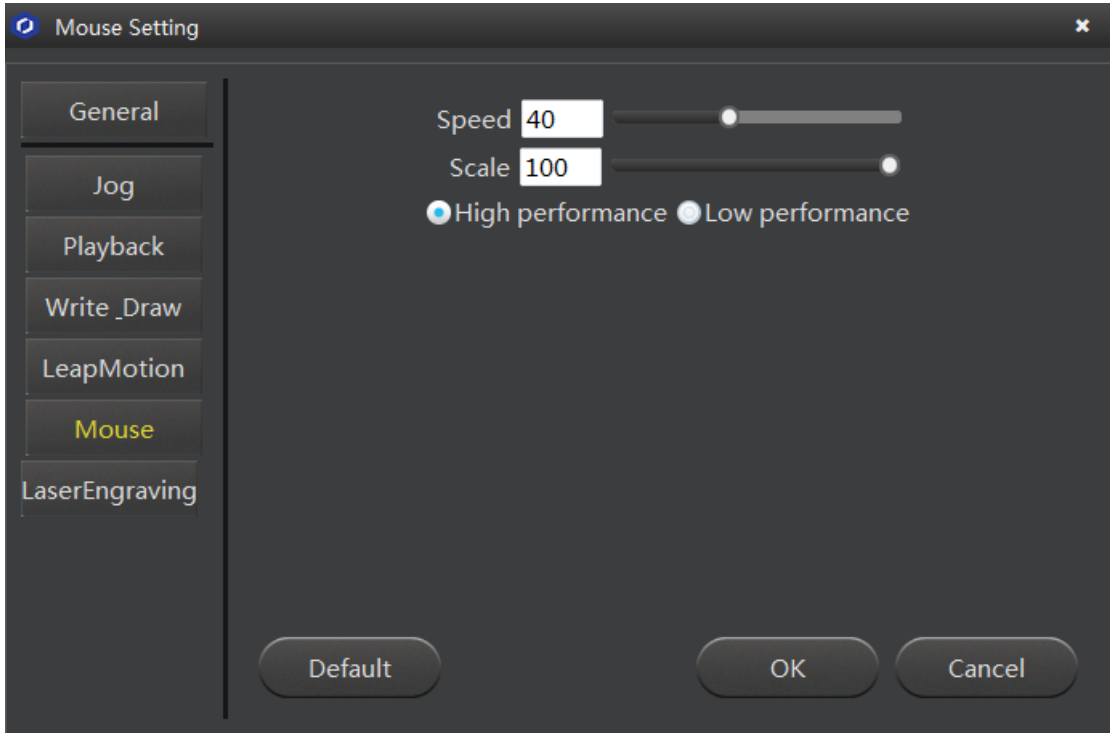 Mouse Setting
General
Jog
Playback
Write _Draw
LeapMotion
Mouse
LaserEngraving
Speed 40
Scale 100
High performance Low performance
Default OK Cancel